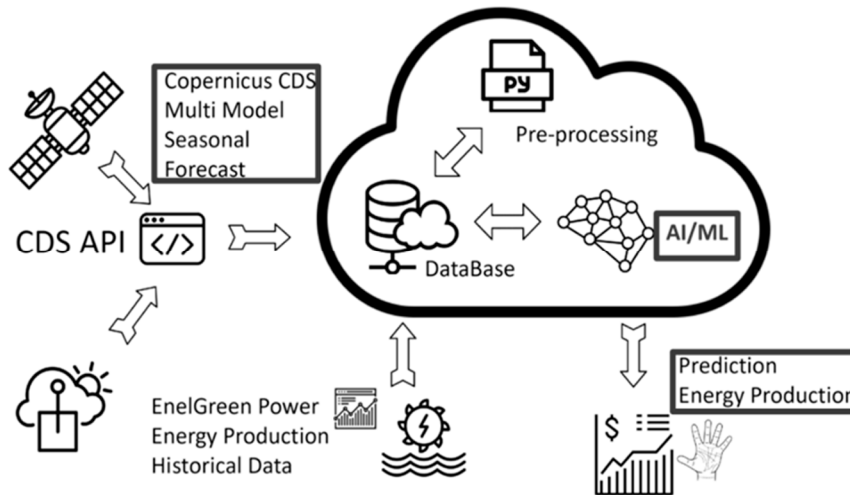 Copernicus CDS
Multi Model
Seasonal
Forecast
PY
Pre-processing
CDS API
</>
DataBase
AI/ML
EnelGreen Power
Energy Production
Historical Data
Prediction
Energy Production
$